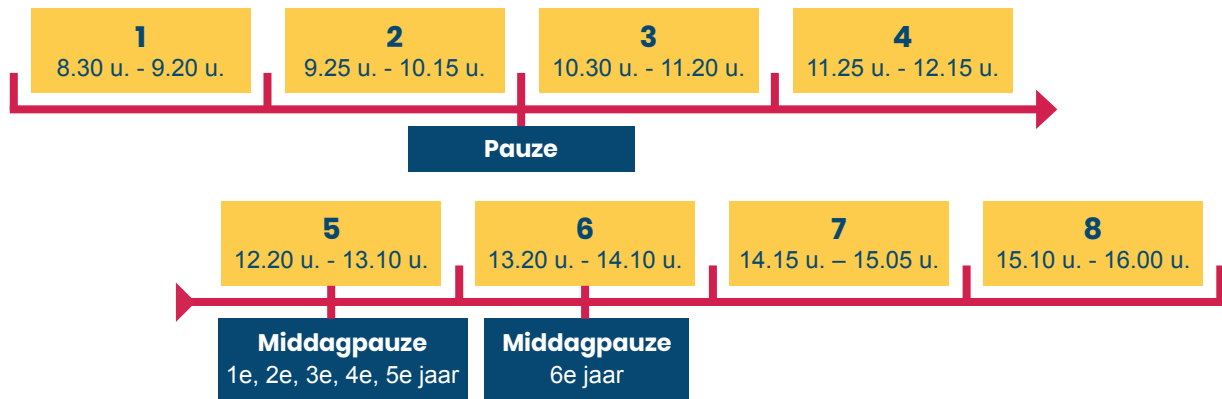 1
8.30 u. - 9.20 u.
2
9.25 u. - 10.15 u.
3
10.30 u. - 11.20 u.
4
11.25 u. - 12.15 u.
Pauze
5
12.20 u. - 13.10 u.
6
13.20 u. - 14.10 u.
7
14.15 u. – 15.05 u.
8
15.10 u. - 16.00 u.
Middagpauze
1e, 2e, 3e, 4e, 5e jaar
Middagpauze
6e jaar